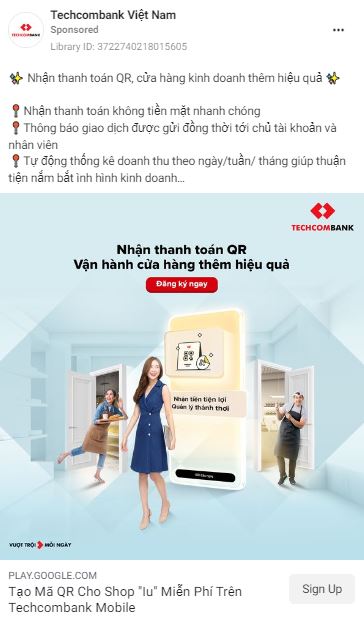 Techcombank Việt Nam
Sponsored
Library ID: 3722740218015605
Nhận thanh toán QR, cửa hàng kinh doanh thêm hiệu quả
Nhận thanh toán không tiền mặt nhanh chóng
Thông báo giao dịch được gửi đồng thời tới chủ tài khoản và
nhân viên
Tự động thống kê doanh thu theo ngày/tuần/ tháng giúp thuận
tiện nắm bắt ình hình kinh doanh...
TECHCOMBANK
Nhận thanh toán QR
Vận hành cửa hàng thêm hiệu quả
Đăng ký ngay
Nhận tiền tiện lợi
Quản lý thảnh thơi
VƯỢT TRỘI MỖI NGÀY
PLAY.GOOGLE.COM
Tạo Mã QR Cho Shop "Iu" Miễn Phí Trên
Techcombank Mobile
Sign Up